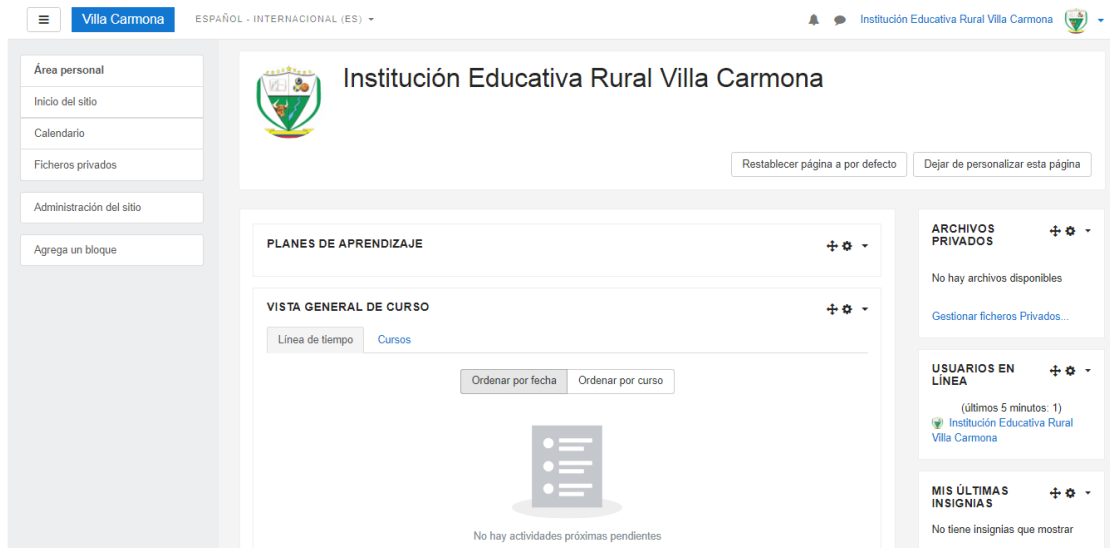 Villa Carmona
ESPAÑOL - INTERNACIONAL (ES)
Institución Educativa Rural Villa Carmona
Área personal
Inicio del sitio
Calendario
Ficheros privados
Administración del sitio
Agrega un bloque
Institución Educativa Rural Villa Carmona
Restablecer página a por defecto
Dejar de personalizar esta página
PLANES DE APRENDIZAJE
VISTA GENERAL DE CURSO
Línea de tiempo
Cursos
Ordenar por fecha
Ordenar por curso
No hay actividades próximas pendientes
ARCHIVOS
PRIVADOS
No hay archivos disponibles
Gestionar ficheros Privados...
USUARIOS EN
LÍNEA
(últimos 5 minutos: 1)
Institución Educativa Rural
Villa Carmona
MIS ÚLTIMAS
INSIGNIAS
No tiene insignias que mostrar